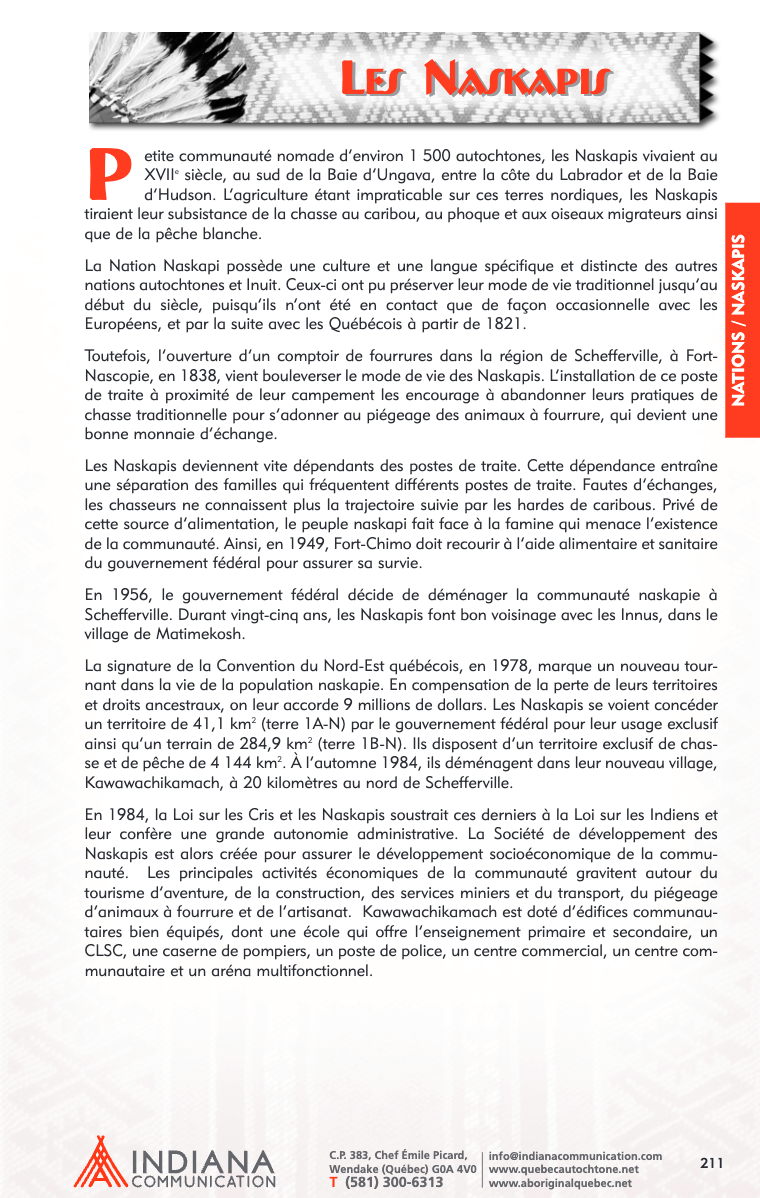 Les Naskapis
Petite communauté nomade d’environ 1 500 autochtones, les Naskapis vivaient au
XVIIe siècle, au sud de la Baie d’Ungava, entre la côte du Labrador et de la Baie
d’Hudson. L’agriculture étant impraticable sur ces terres nordiques, les Naskapis
tiraient leur subsistance de la chasse au caribou, au phoque et aux oiseaux migrateurs ainsi
que de la pêche blanche.
La Nation Naskapi possède une culture et une langue spécifique et distincte des autres
nations autochtones et Inuit. Ceux-ci ont pu préserver leur mode de vie traditionnel jusqu’au
début du siècle, puisqu’ils n’ont été en contact que de façon occasionnelle avec les
Européens, et par la suite avec les Québécois à partir de 1821.
Toutefois, l’ouverture d’un comptoir de fourrures dans la région de Schefferville, à Fort-
Nascopie, en 1838, vient bouleverser le mode de vie des Naskapis. L’installation de ce poste
de traite à proximité de leur campement les encourage à abandonner leurs pratiques de
chasse traditionnelle pour s’adonner au piégeage des animaux à fourrure, qui devient une
bonne monnaie d’échange.
Les Naskapis deviennent vite dépendants des postes de traite. Cette dépendance entraîne
une séparation des familles qui fréquentent différents postes de traite. Fautes d’échanges,
les chasseurs ne connaissent plus la trajectoire suivie par les hardes de caribous. Privé de
cette source d’alimentation, le peuple naskapi fait face à la famine qui menace l’existence
de la communauté. Ainsi, en 1949, Fort-Chimo doit recourir à l’aide alimentaire et sanitaire
du gouvernement fédéral pour assurer sa survie.
En 1956, le gouvernement fédéral décide de déménager la communauté naskapie à
Schefferville. Durant vingt-cinq ans, les Naskapis font bon voisinage avec les Innus, dans le
village de Matimekosh.
La signature de la Convention du Nord-Est québécois, en 1978, marque un nouveau tour-
nant dans la vie de la population naskapie. En compensation de la perte de leurs territoires
et droits ancestraux, on leur accorde 9 millions de dollars. Les Naskapis se voient concéder
un territoire de 41,1 km² (terre 1A-N) par le gouvernement fédéral pour leur usage exclusif
ainsi qu’un terrain de 284,9 km² (terre 1B-N). Ils disposent d’un territoire exclusif de chas-
se et de pêche de 4 144 km². À l’automne 1984, ils déménagent dans leur nouveau village,
Kawawachikamach, à 20 kilomètres au nord de Schefferville.
En 1984, la Loi sur les Cris et les Naskapis soustrait ces derniers à la Loi sur les Indiens et
leur confère une grande autonomie administrative. La Société de développement des
Naskapis est alors créée pour assurer le développement socioéconomique de la commu-
nauté. Les principales activités économiques de la communauté gravitent autour du
tourisme d’aventure, de la construction, des services miniers et du transport, du piégeage
d’animaux à fourrure et de l’artisanat. Kawawachikamach est doté d’édifices communau-
taires bien équipés, dont une école qui offre l’enseignement primaire et secondaire, un
CLSC, une caserne de pompiers, un poste de police, un centre commercial, un centre com-
munautaire et un aréna multifonctionnel.
NATIONS / NASKAPIS
INDIANA
COMMUNICATION
C.P. 383, Chef Émile Picard,
Wendake (Québec) G0A 4V0
T (581) 300-6313
info@indianacommunication.com
www.quebecautochtone.net
www.aboriginalquebec.net
211